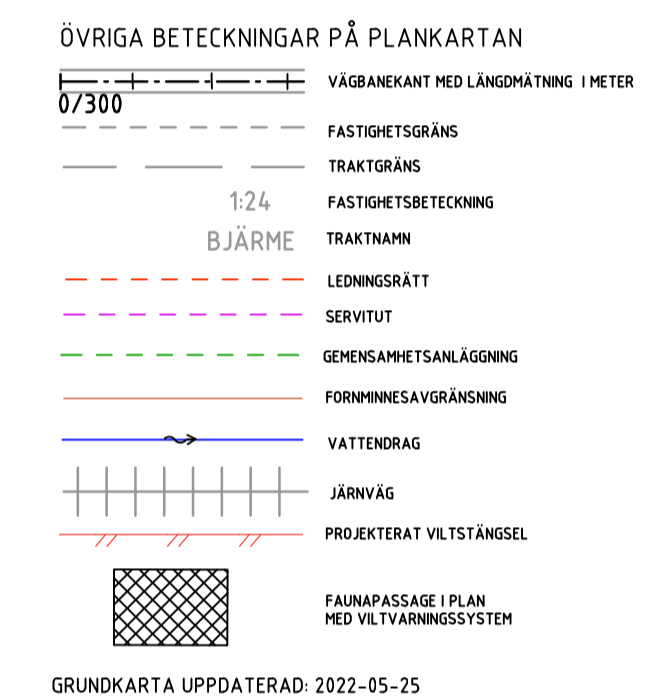 ÖVRIGA BETECKNINGAR PÅ PLANKARTAN
VÄGBANEKANT MED LÄNGDMÄTNING I METER
0/300
FASTIGHETSGRÄNS
TRAKTGRÄNS
1:24 FASTIGHETSBETECKNING
BJÄRME TRAKTNAMN
LEDNINGSRÄTT
SERVITUT
GEMENSAMHETSANLÄGGNING
FORNMINNESAVGRÄNSNING
VATTENDRAG
JÄRNVÄG
PROJEKTERAT VILTSTÄNGSEL
FAUNAPASSAGE I PLAN
MED VILTVARNINGSSYSTEM
GRUNDKARTA UPPDATERAD: 2022-05-25